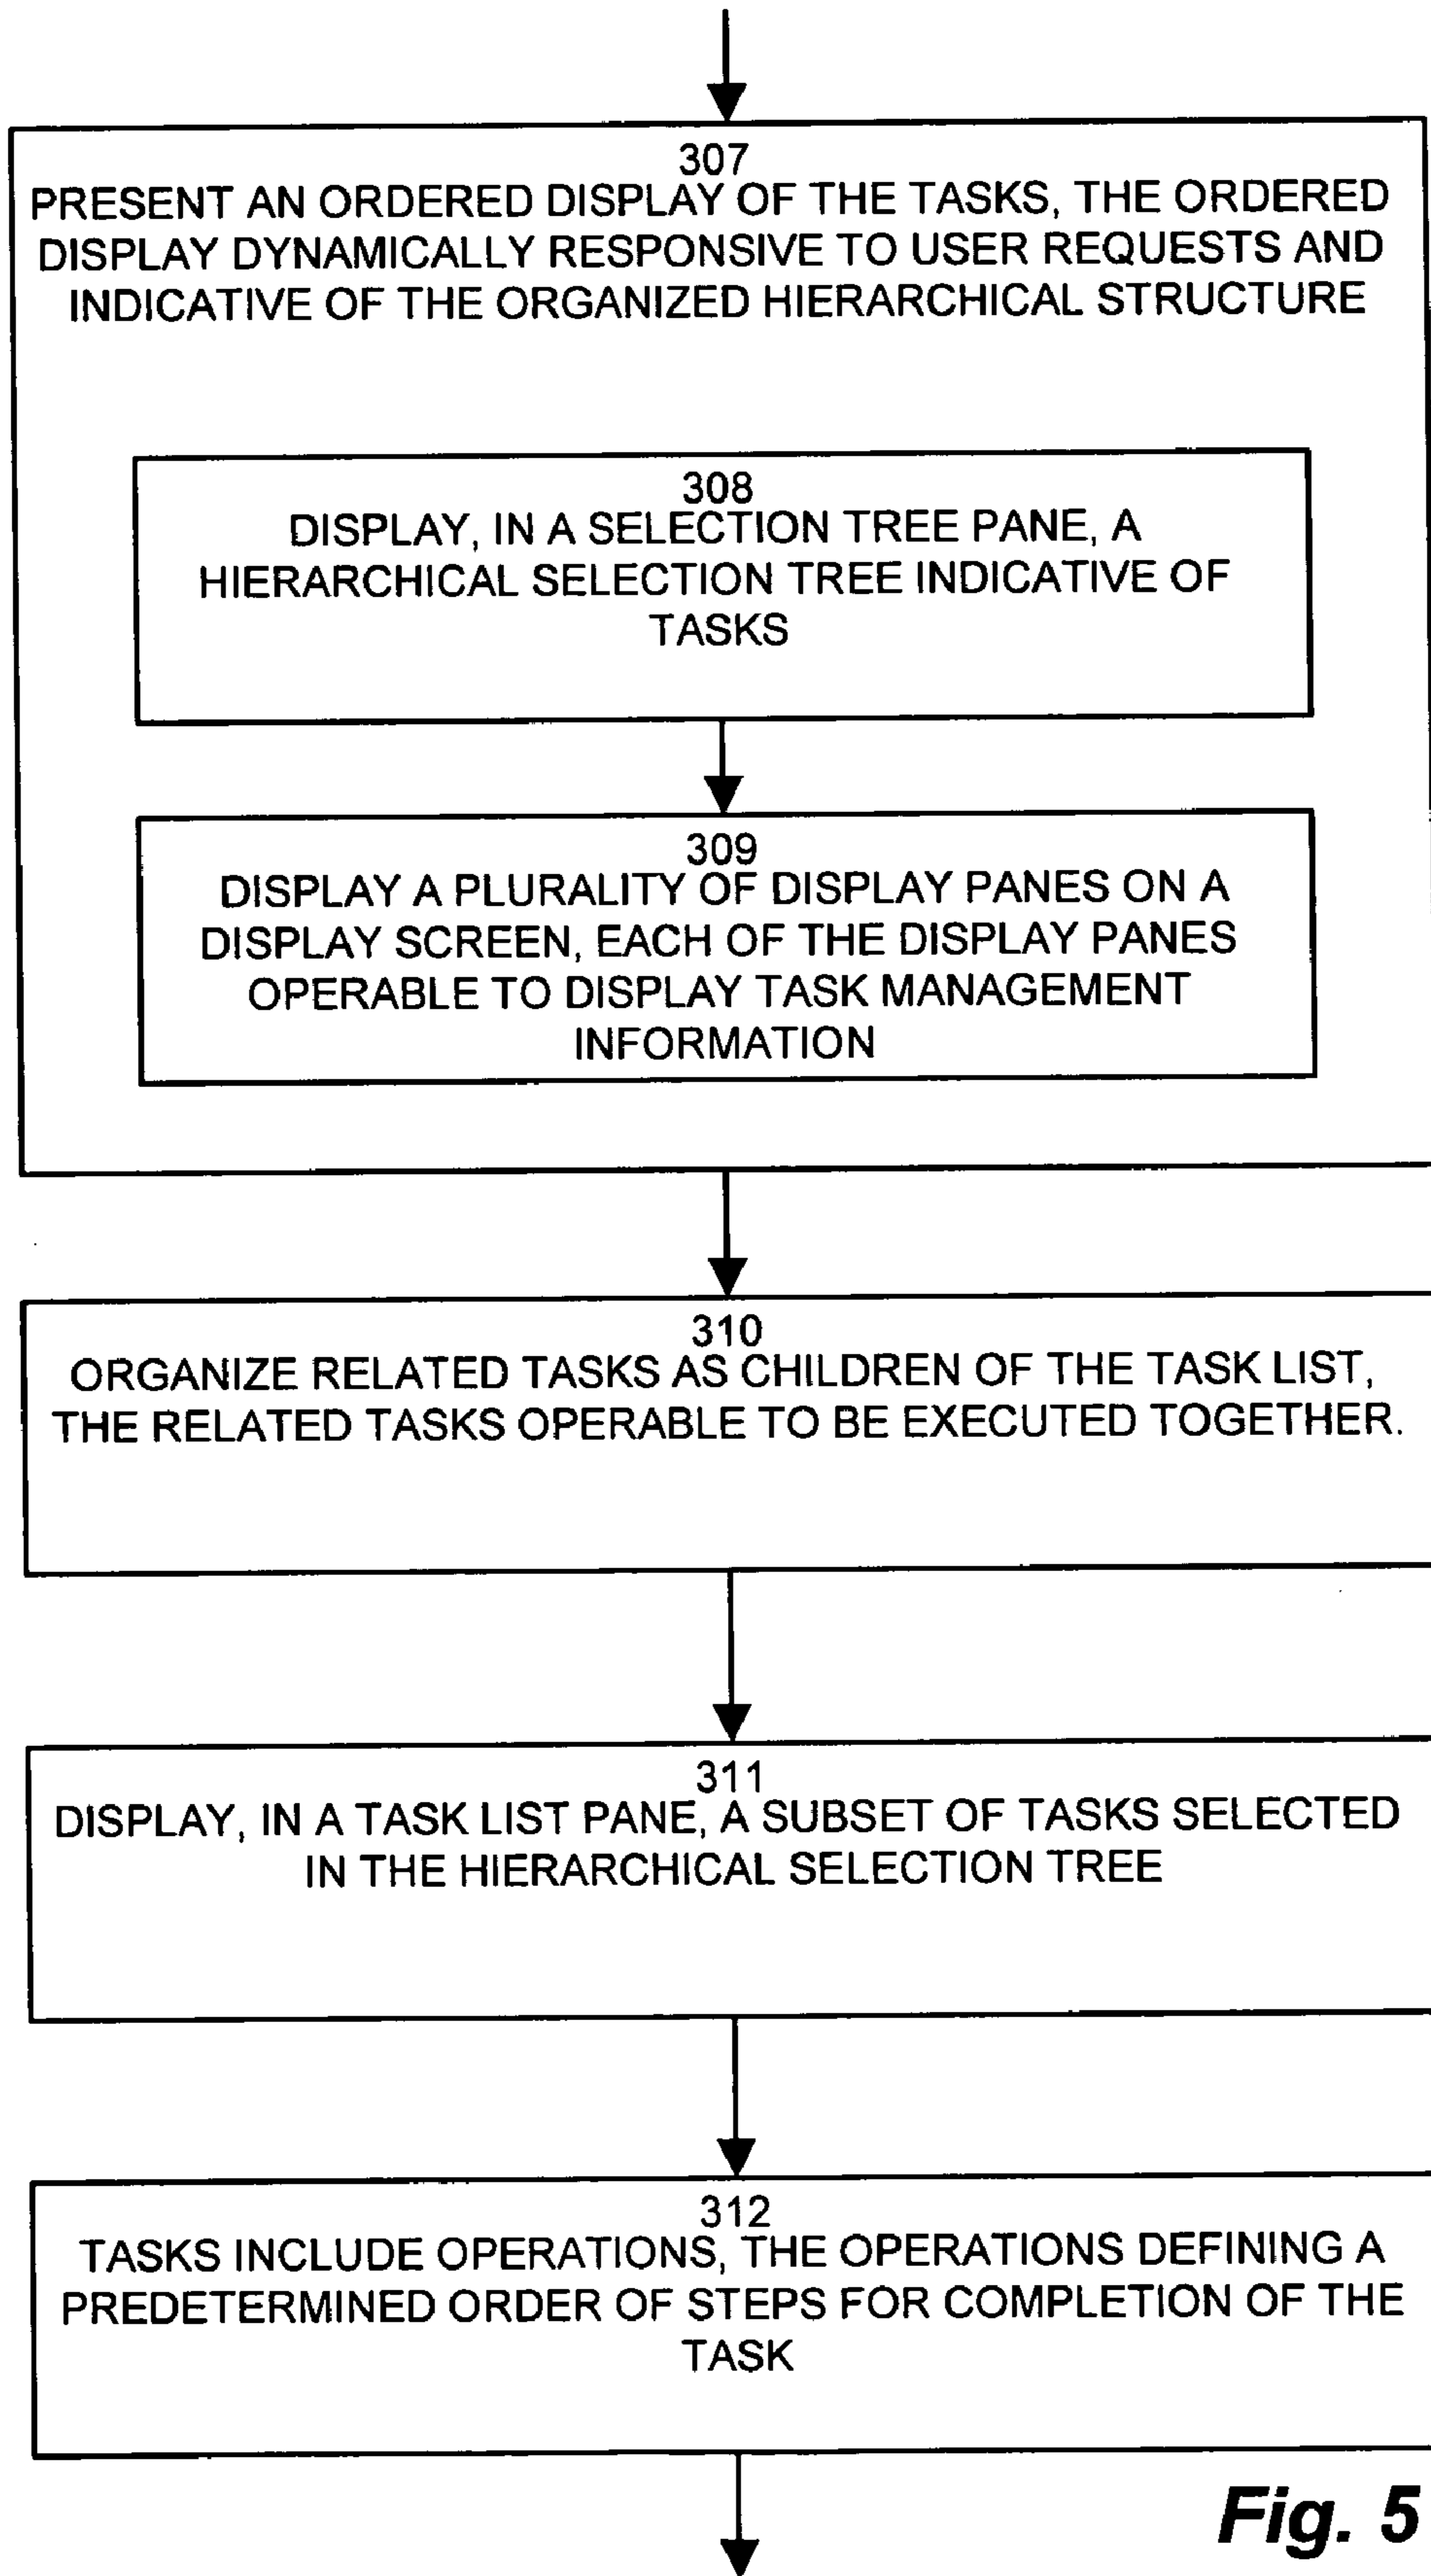 307
PRESENT AN ORDERED DISPLAY OF THE TASKS, THE ORDERED
DISPLAY DYNAMICALLY RESPONSIVE TO USER REQUESTS AND
INDICATIVE OF THE ORGANIZED HIERARCHICAL STRUCTURE
308
DISPLAY, IN A SELECTION TREE PANE, A
HIERARCHICAL SELECTION TREE INDICATIVE OF
TASKS
309
DISPLAY A PLURALITY OF DISPLAY PANES ON A
DISPLAY SCREEN, EACH OF THE DISPLAY PANES
OPERABLE TO DISPLAY TASK MANAGEMENT
INFORMATION
310
ORGANIZE RELATED TASKS AS CHILDREN OF THE TASK LIST,
THE RELATED TASKS OPERABLE TO BE EXECUTED TOGETHER.
311
DISPLAY, IN A TASK LIST PANE, A SUBSET OF TASKS SELECTED
IN THE HIERARCHICAL SELECTION TREE
312
TASKS INCLUDE OPERATIONS, THE OPERATIONS DEFINING A
PREDETERMINED ORDER OF STEPS FOR COMPLETION OF THE
TASK
Fig. 5